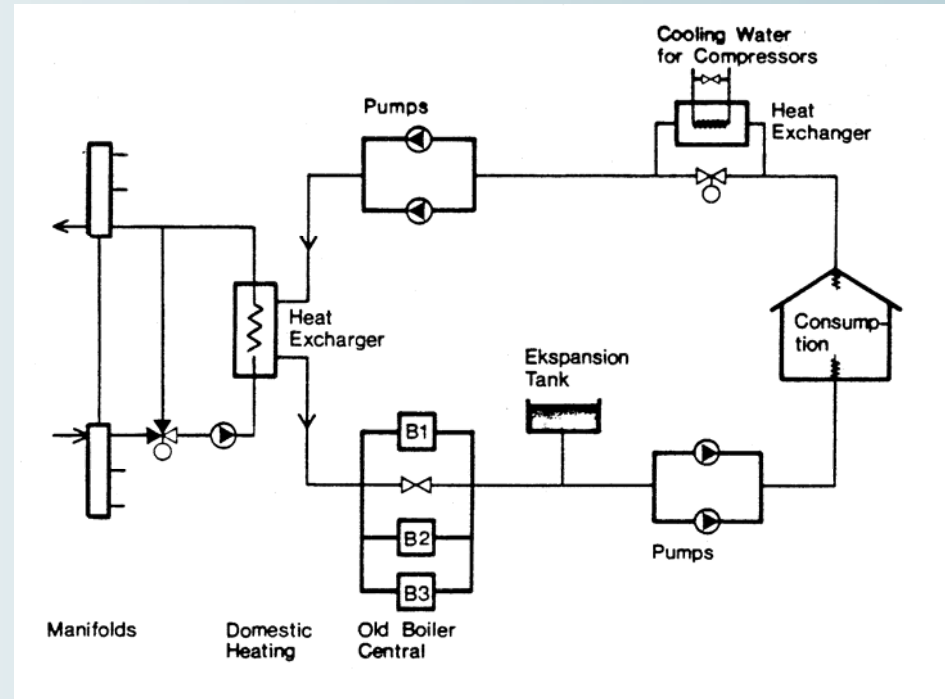 Cooling Water
for Compressors
Pumps
Heat
Exchanger
Heat
Excharger
Consump-
tion
Ekspansion
Tank
B1
B2
B3
Pumps
Manifolds
Domestic
Heating
Old Boiler
Central